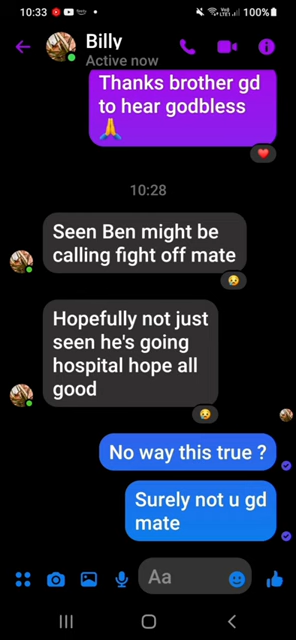 10:33 100%
Billy
Active now
Thanks brother gd
to hear godbless
10:28
Seen Ben might be
calling fight off mate
Hopefully not just
seen he's going
hospital hope all
good
No way this true ?
Surely not u gd
mate
Aa